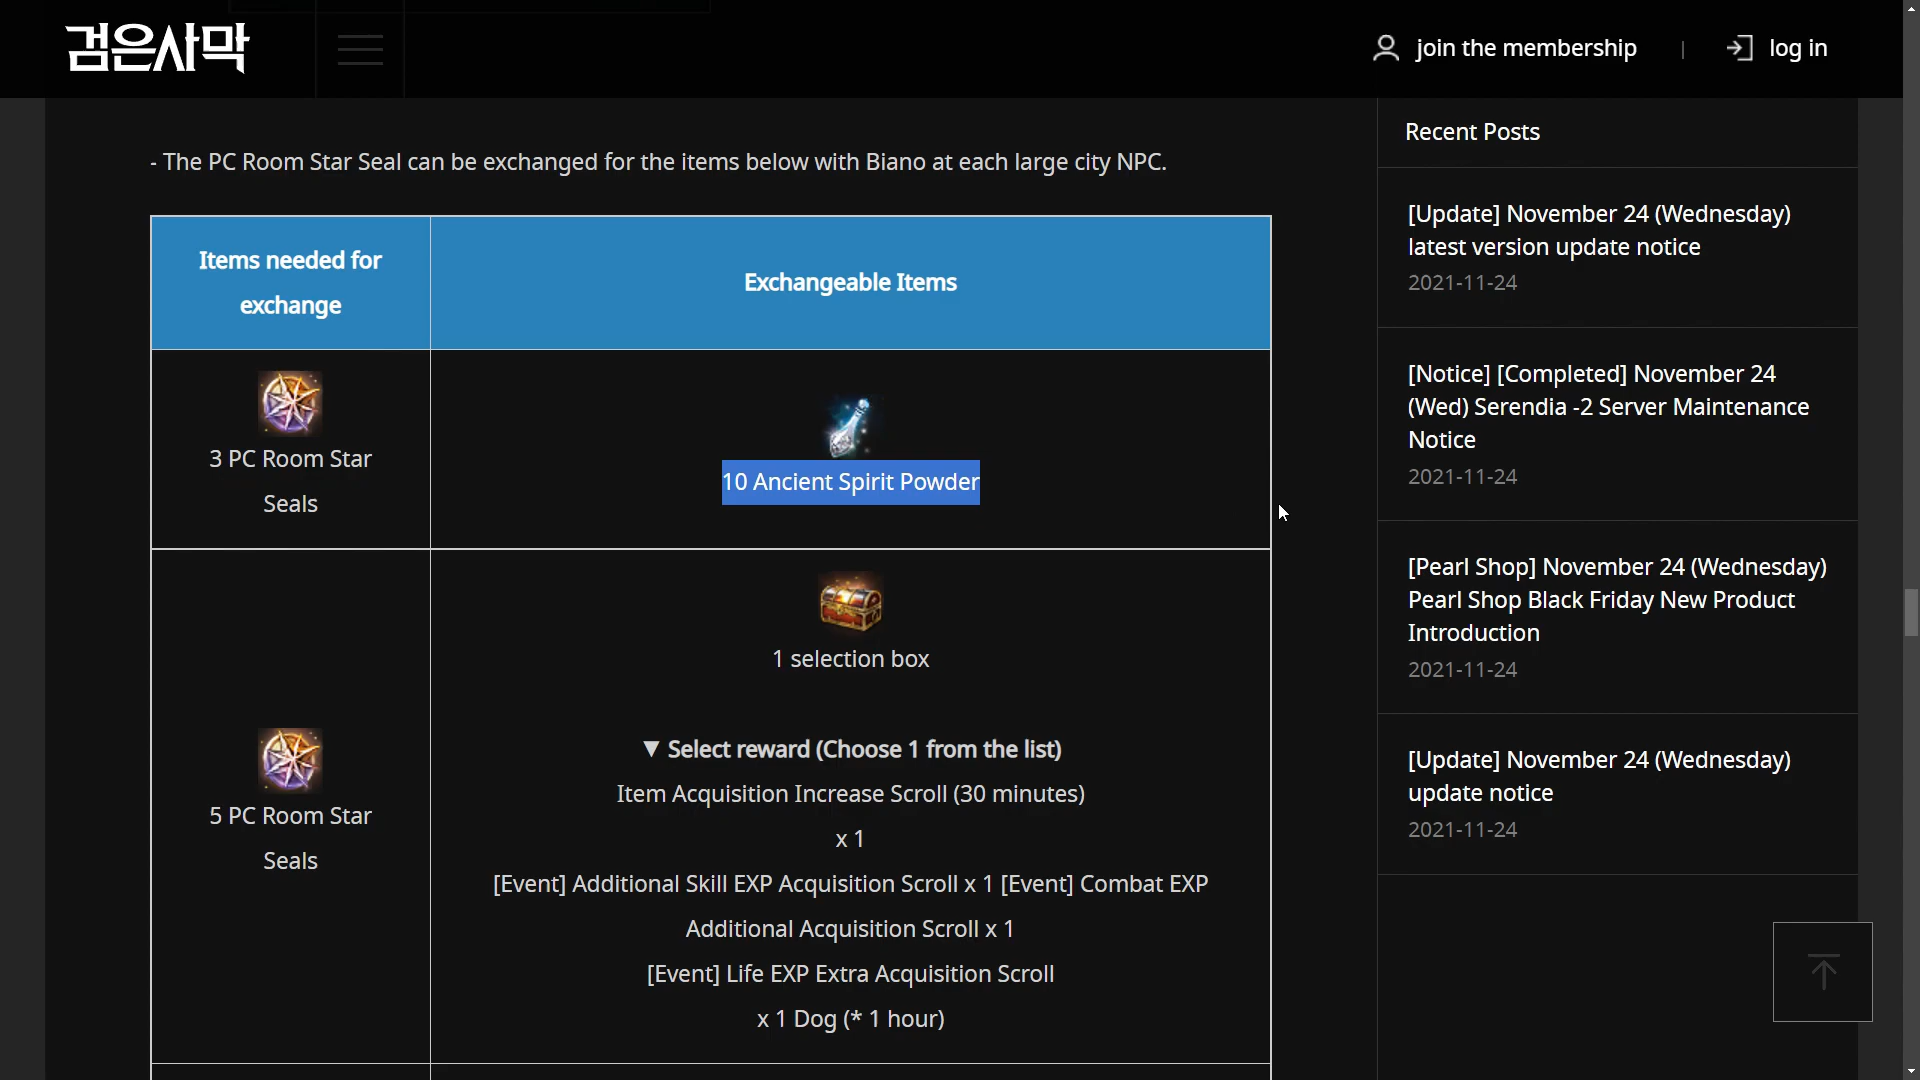 검은사막
join the membership
|
log in
- The PC Room Star Seal can be exchanged for the items below with Biano at each large city NPC.
Items needed for
exchange
Exchangeable Items
3 PC Room Star
Seals
10 Ancient Spirit Powder
5 PC Room Star
Seals
1 selection box
▼ Select reward (Choose 1 from the list)
Item Acquisition Increase Scroll (30 minutes)
x 1
[Event] Additional Skill EXP Acquisition Scroll x 1 [Event] Combat EXP
Additional Acquisition Scroll x 1
[Event] Life EXP Extra Acquisition Scroll
x 1 Dog (* 1 hour)
Recent Posts
[Update] November 24 (Wednesday)
latest version update notice
2021-11-24
[Notice] [Completed] November 24
(Wed) Serendia -2 Server Maintenance
Notice
2021-11-24
[Pearl Shop] November 24 (Wednesday)
Pearl Shop Black Friday New Product
Introduction
2021-11-24
[Update] November 24 (Wednesday)
update notice
2021-11-24